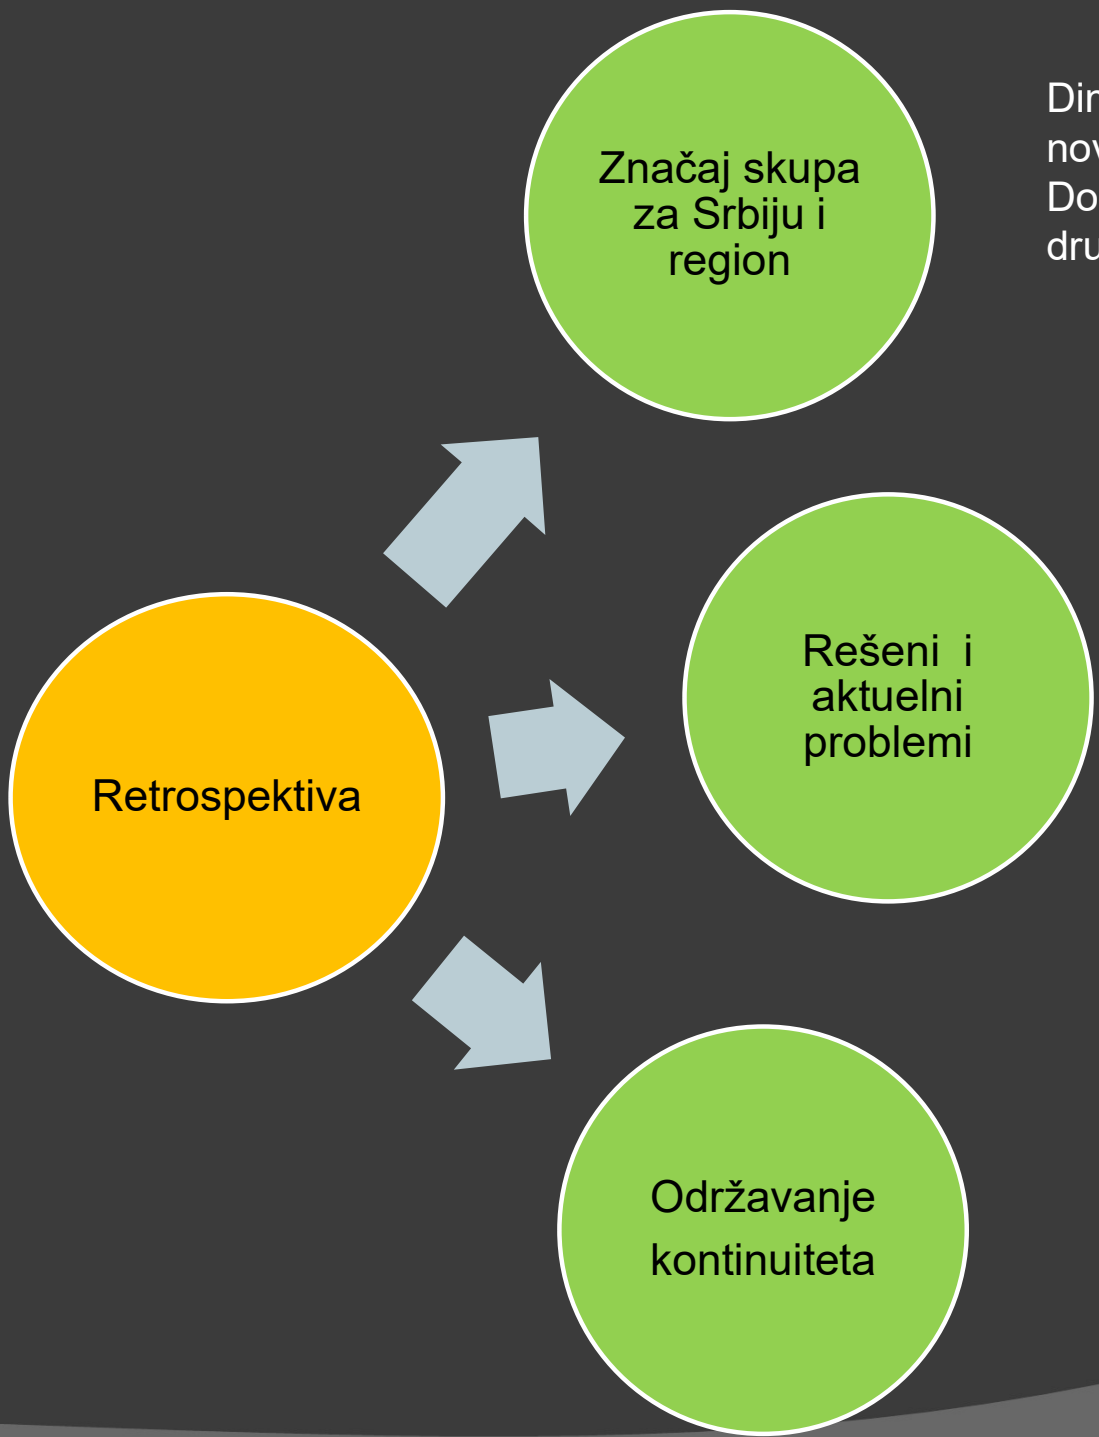 Značaj skupa
za Srbiju i
region
Rešeni i
aktuelni
problemi
Retrospektiva
Održavanje
kontinuiteta